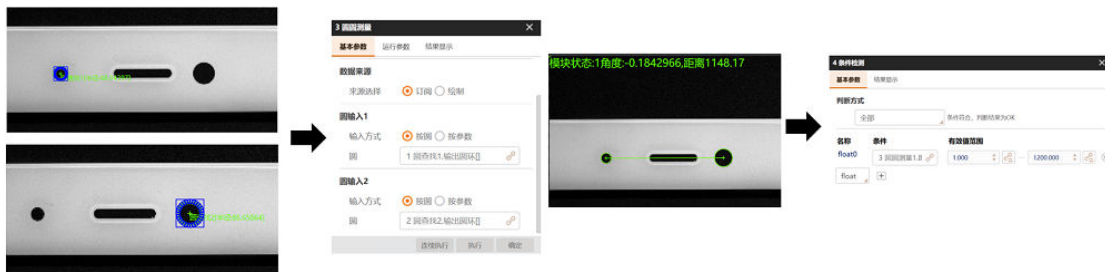 3 圆圆测量
基本参数 运行参数 结果显示
数据来源
来源选择 订阅 绘制
圆输入1
输入方式 按圆 按参数
圆 1 圆查找1.输出圆环[]
圆输入2
输入方式 按圆 按参数
圆 2 圆查找2.输出圆环[]
连续执行 执行 确定
模块状态:1角度:-0.1842966,距离1148.17
4 条件检测
基本参数 结果显示
判断方式
全部 条件符合，判断结果为OK
名称 条件 有效值范围
float0 3 圆圆测量1.距 1.000 — 1200.000
float